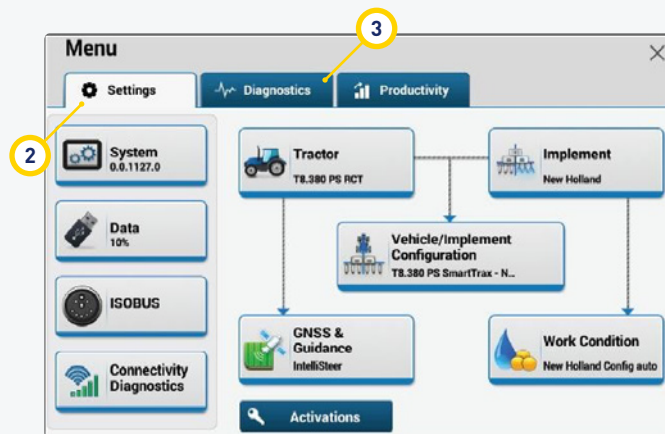 3
Menu
Settings
Diagnostics
Productivity
2
System
0.0.1127.0
Tractor
T8.380 PS RCT
Implement
New Holland
Data
10%
Vehicle/Implement
Configuration
T8.380 PS SmartTrax - N...
ISOBUS
GNSS &
Guidance
IntelliSteer
Work Condition
New Holland Config auto
Connectivity
Diagnostics
Activations